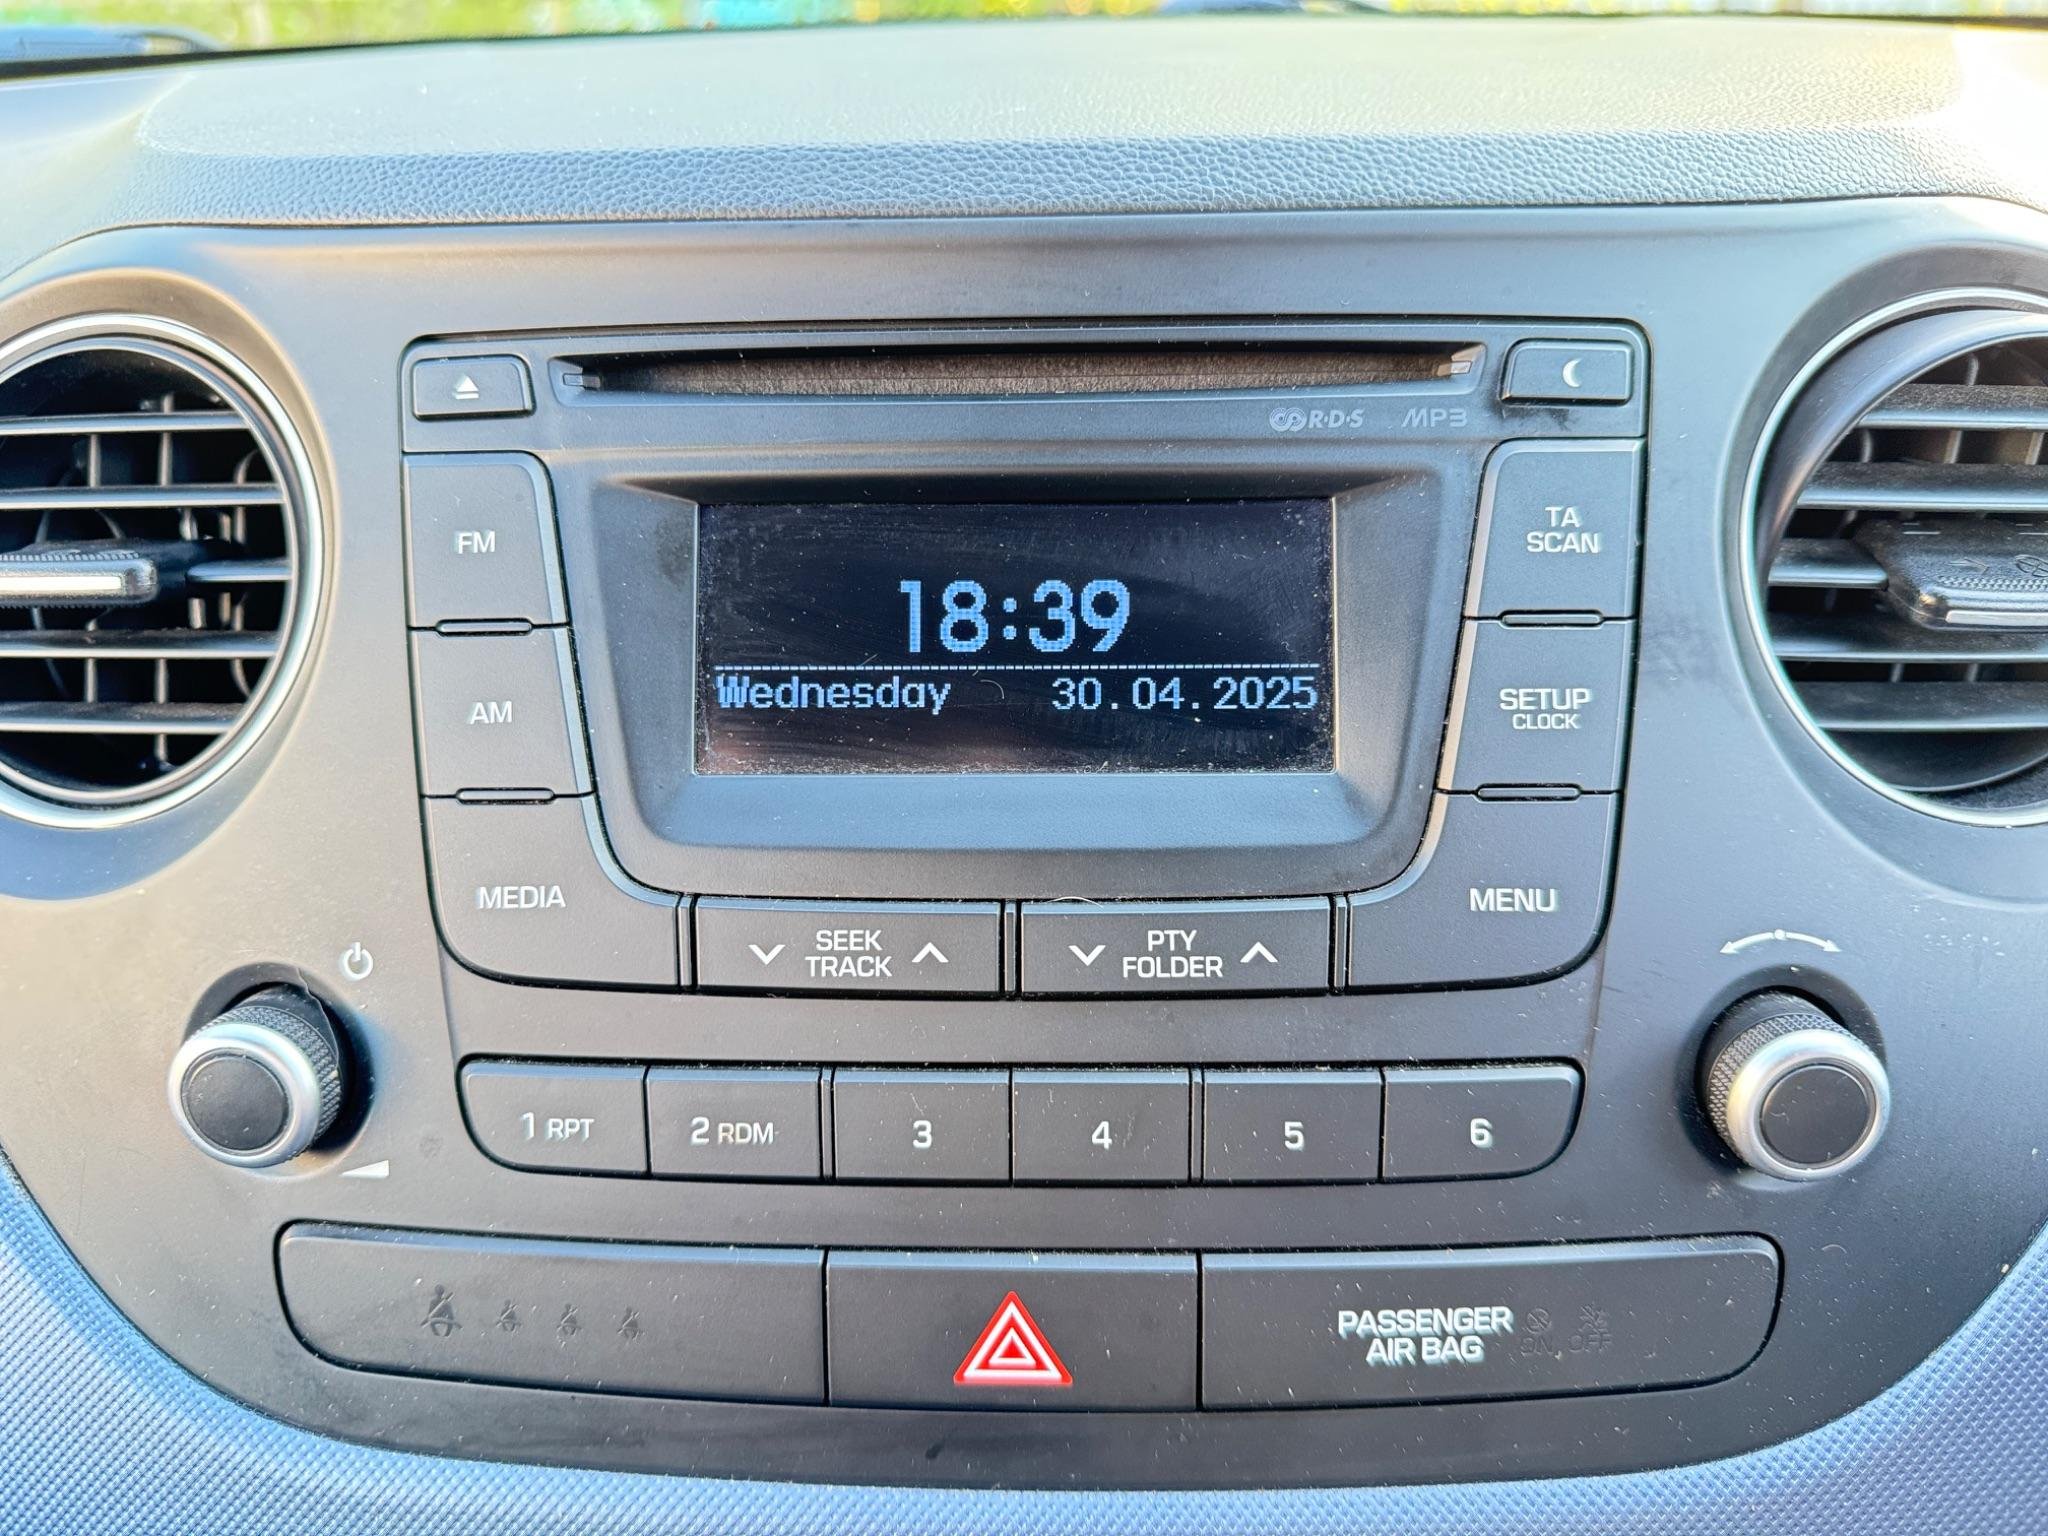 R·D·S MP3
FM
TA
SCAN
18:39
Wednesday 30.04.2025
AM
SETUP
CLOCK
MEDIA
MENU
SEEK
TRACK
PTY
FOLDER
1 RPT
2 RDM
3
4
5
6
PASSENGER
AIR BAG
ON OFF